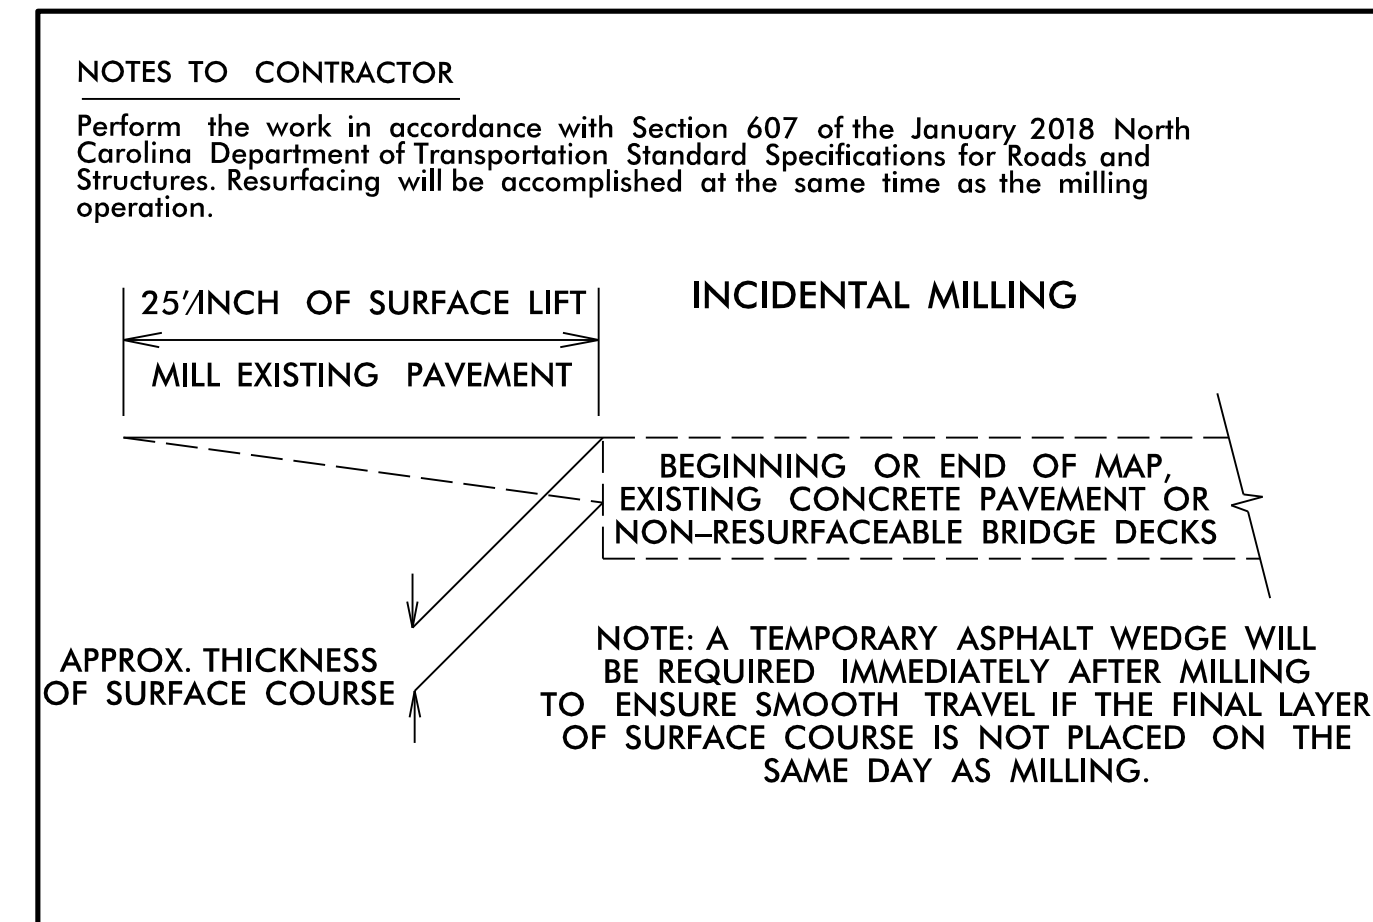 NOTES TO CONTRACTOR
Perform the work in accordance with Section 607 of the January 2018 North
Carolina Department of Transportation Standard Specifications for Roads and
Structures. Resurfacing will be accomplished at the same time as the milling
operation.
25'/INCH OF SURFACE LIFT
INCIDENTAL MILLING
MILL EXISTING PAVEMENT
BEGINNING OR END OF MAP,
EXISTING CONCRETE PAVEMENT OR
NON-RESURFACEABLE BRIDGE DECKS
APPROX. THICKNESS
OF SURFACE COURSE
NOTE: A TEMPORARY ASPHALT WEDGE WILL
BE REQUIRED IMMEDIATELY AFTER MILLING
TO ENSURE SMOOTH TRAVEL IF THE FINAL LAYER
OF SURFACE COURSE IS NOT PLACED ON THE
SAME DAY AS MILLING.